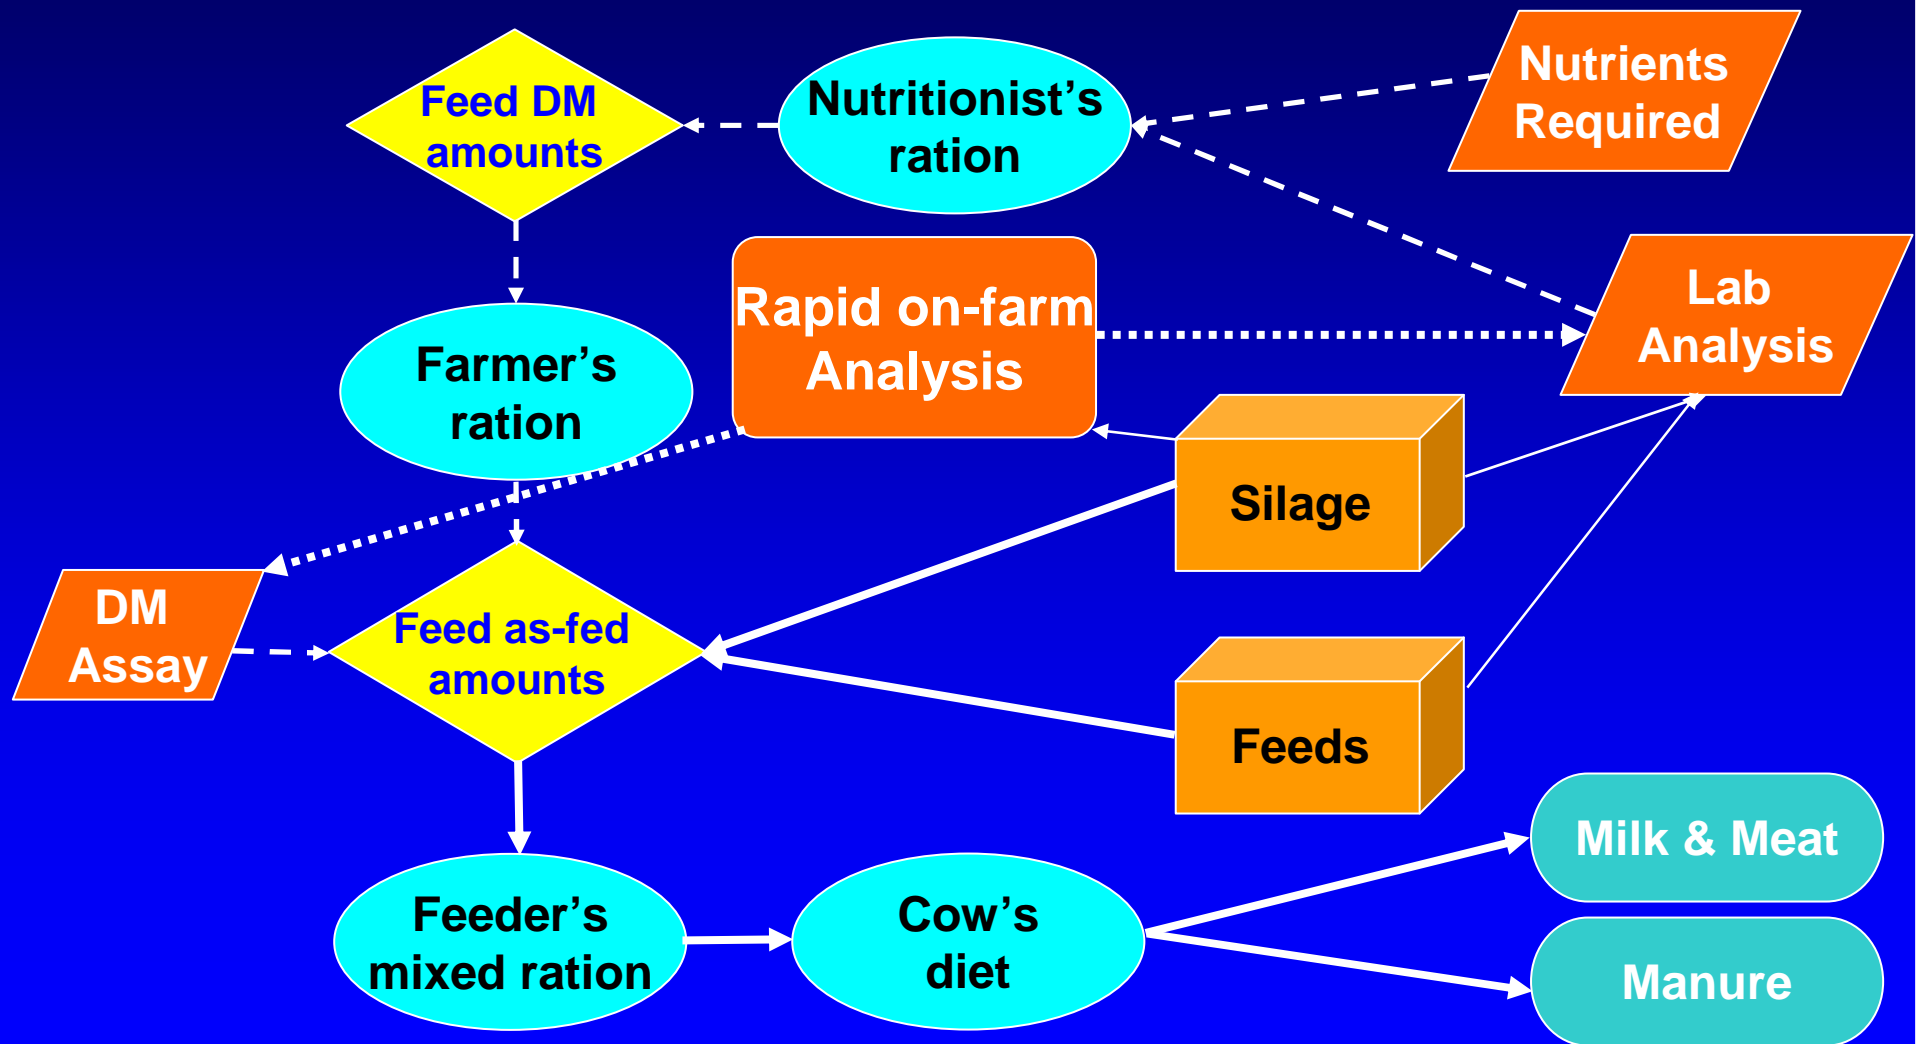 Feed DM
amounts
Nutritionist’s
ration
Nutrients
Required
Rapid on-farm
Analysis
Lab
Analysis
Farmer’s
ration
Silage
DM
Assay
Feed as-fed
amounts
Feeds
Milk & Meat
Feeder’s
mixed ration
Cow’s
diet
Manure